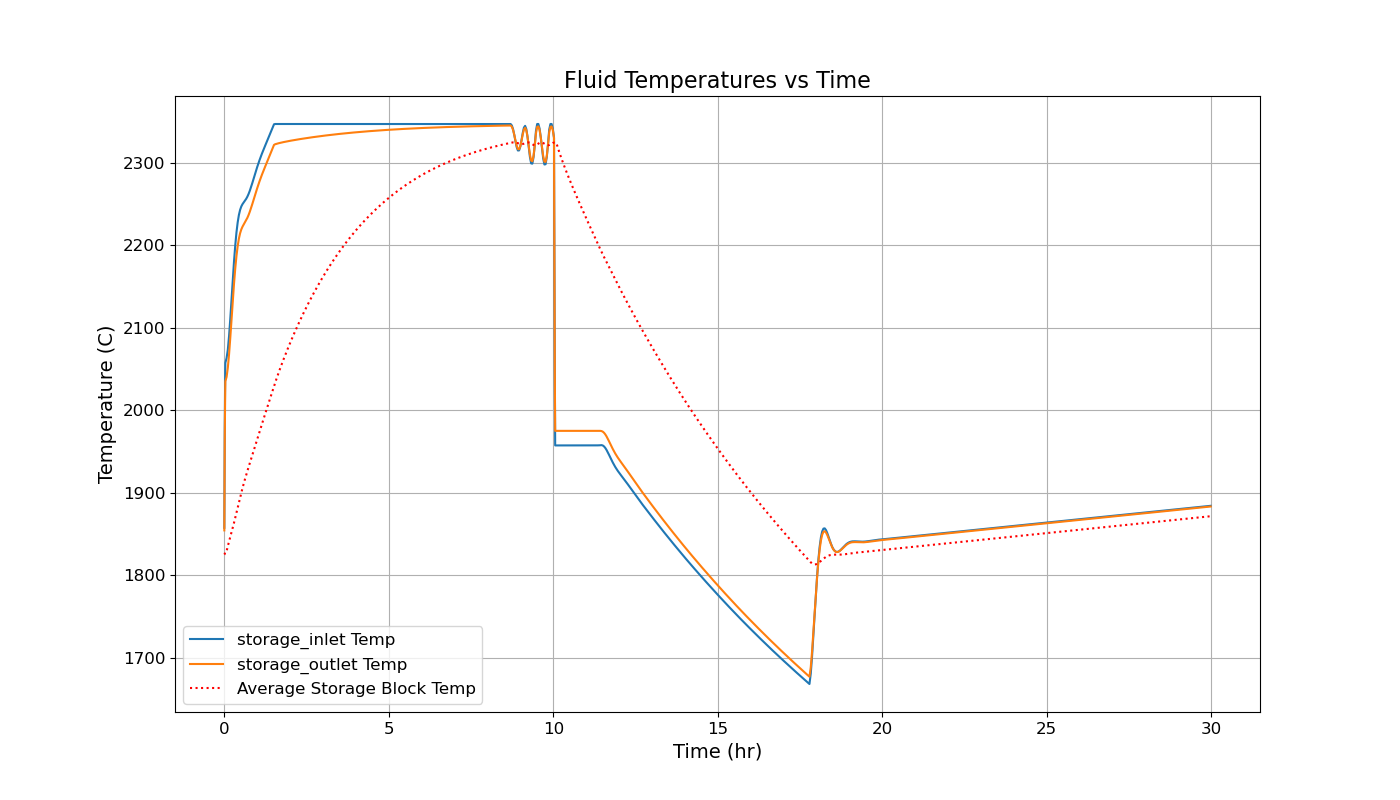 Fluid Temperatures vs Time
Temperature (C)
2300
2200
2100
2000
1900
1800
1700
storage_inlet Temp
storage_outlet Temp
Average Storage Block Temp
0 5 10 15 20 25 30
Time (hr)